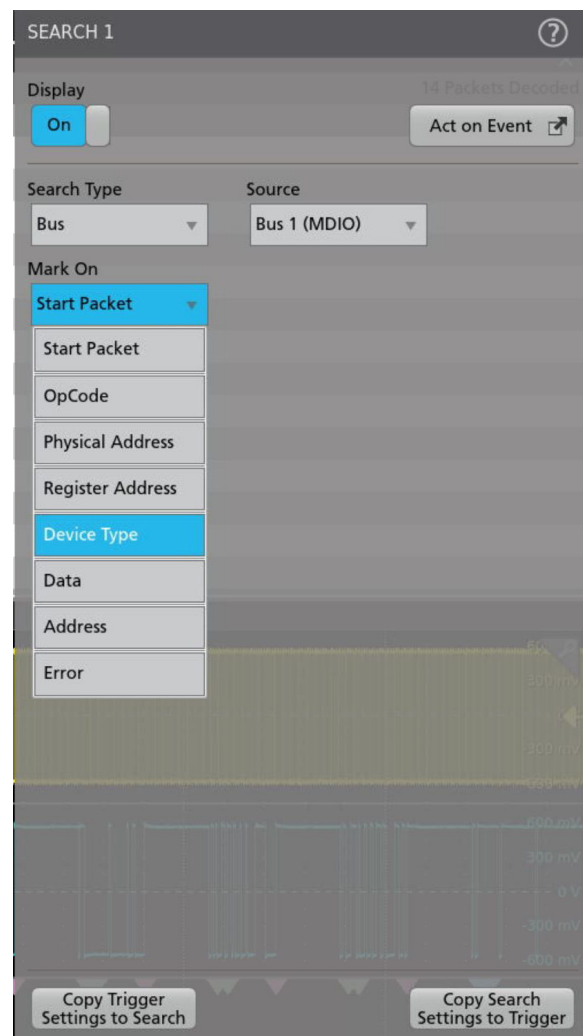 SEARCH 1
?
Display
14 Packets Decoded
On
Act on Event
Search Type
Source
Bus
Bus 1 (MDIO)
Mark On
Start Packet
Start Packet
OpCode
Physical Address
Register Address
Device Type
Data
Address
Error
300 mV
-300 mV
600 mV
300 mV
0 V
-300 mV
-600 mV
Copy Trigger
Settings to Search
Copy Search
Settings to Trigger